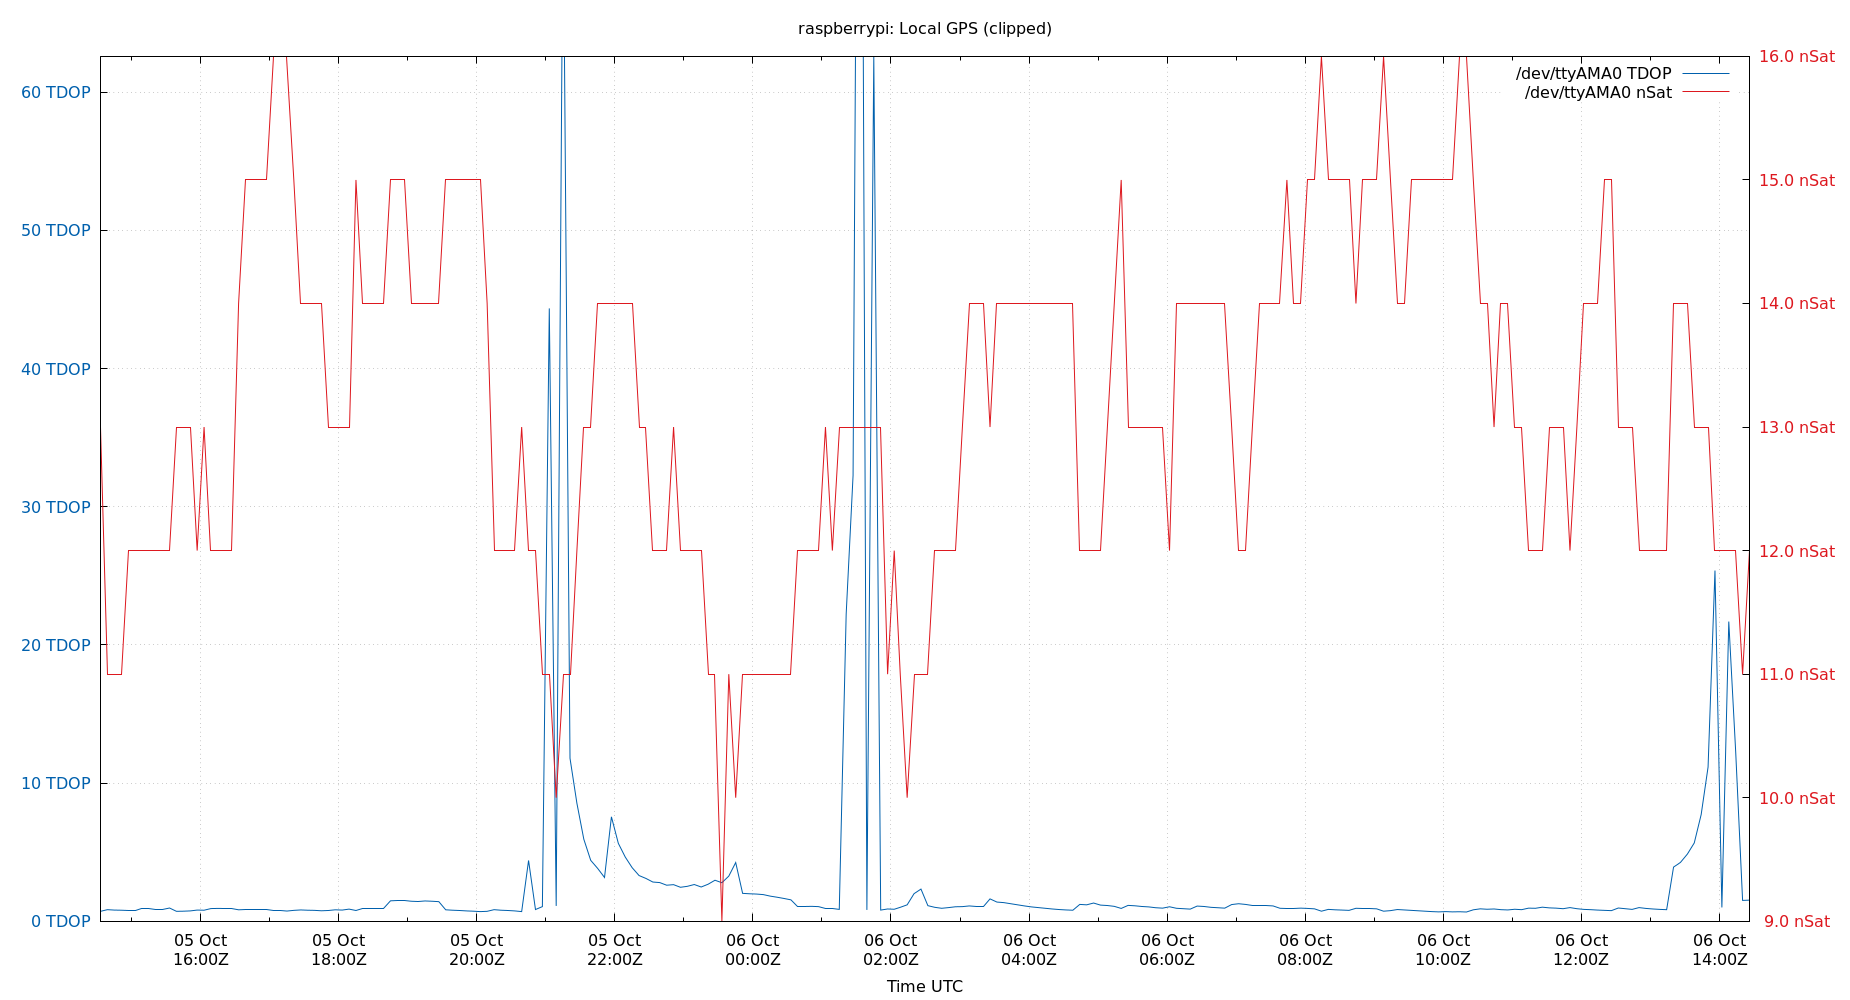 raspberrypi: Local GPS (clipped)
/dev/ttyAMA0 TDOP
/dev/ttyAMA0 nSat
60 TDOP
50 TDOP
40 TDOP
30 TDOP
20 TDOP
10 TDOP
0 TDOP
16.0 nSat
15.0 nSat
14.0 nSat
13.0 nSat
12.0 nSat
11.0 nSat
10.0 nSat
9.0 nSat
05 Oct 05 Oct 05 Oct 05 Oct 06 Oct 06 Oct 06 Oct 06 Oct 06 Oct 06 Oct 06 Oct 06 Oct
16:00Z 18:00Z 20:00Z 22:00Z 00:00Z 02:00Z 04:00Z 06:00Z 08:00Z 10:00Z 12:00Z 14:00Z
Time UTC